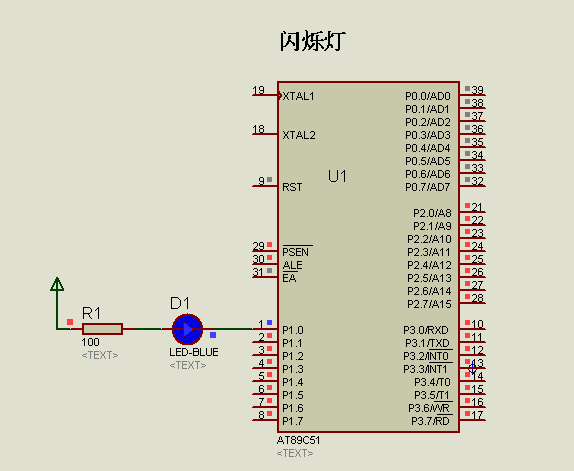 闪烁灯
19 XTAL1 P0.0/AD0 39
P0.1/AD1 38
P0.2/AD2 37
18 XTAL2 P0.3/AD3 36
P0.4/AD4 35
P0.5/AD5 34
P0.6/AD6 33
9 RST U1 P0.7/AD7 32
P2.0/A8 21
P2.1/A9 22
P2.2/A10 23
29 PSEN P2.3/A11 24
30 ALE P2.4/A12 25
31 EA P2.5/A13 26
P2.6/A14 27
P2.7/A15 28
R1 D1
1 P1.0 P3.0/RXD 10
2 P1.1 P3.1/TXD 11
100
3 P1.2 P3.2/INT0 12
LED-BLUE
<TEXT>
4 P1.3 P3.3/INT1 13
<TEXT>
5 P1.4 P3.4/T0 14
6 P1.5 P3.5/T1 15
7 P1.6 P3.6/WR 16
8 P1.7 P3.7/RD 17
AT89C51
<TEXT>